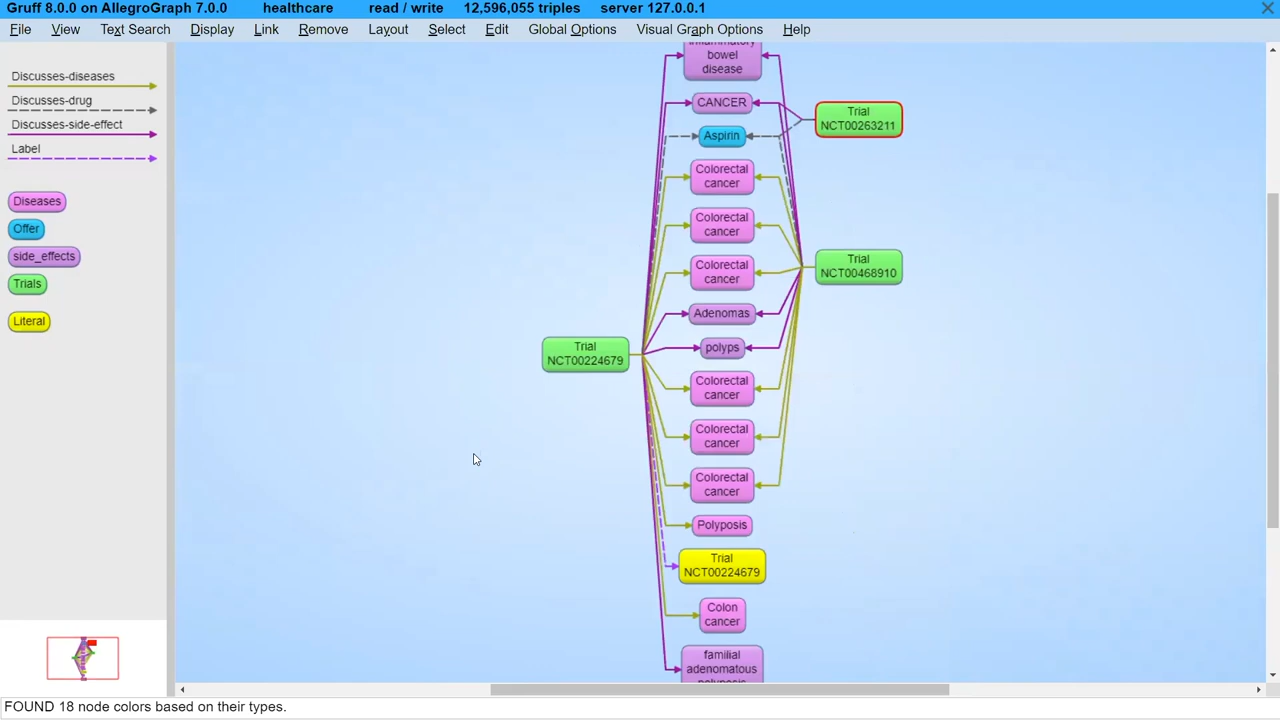 Gruff 8.0.0 on AllegroGraph 7.0.0 healthcare read / write 12,596,055 triples server 127.0.0.1
File View Text Search Display Link Remove Layout Select Edit Global Options Visual Graph Options Help
Discusses-diseases
Discusses-drug
Discusses-side-effect
Label
Diseases
Offer
side_effects
Trials
Literal
inflammatory
bowel
disease
CANCER
Trial
NCT00263211
Aspirin
Colorectal
cancer
Colorectal
cancer
Colorectal
cancer
Trial
NCT00468910
Adenomas
polyps
Trial
NCT00224679
Colorectal
cancer
Colorectal
cancer
Colorectal
cancer
Polyposis
Trial
NCT00224679
Colon
cancer
familial
adenomatous
polyposis
FOUND 18 node colors based on their types.